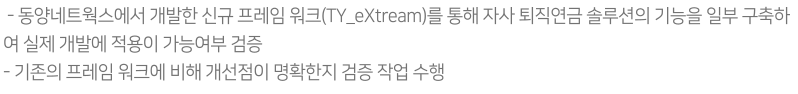 - 동양네트웍스에서 개발한 신규 프레임 워크(TY_eXtream)를 통해 자사 퇴직연금 솔루션의 기능을 일부 구축하
여 실제 개발에 적용이 가능여부 검증
- 기존의 프레임 워크에 비해 개선점이 명확한지 검증 작업 수행